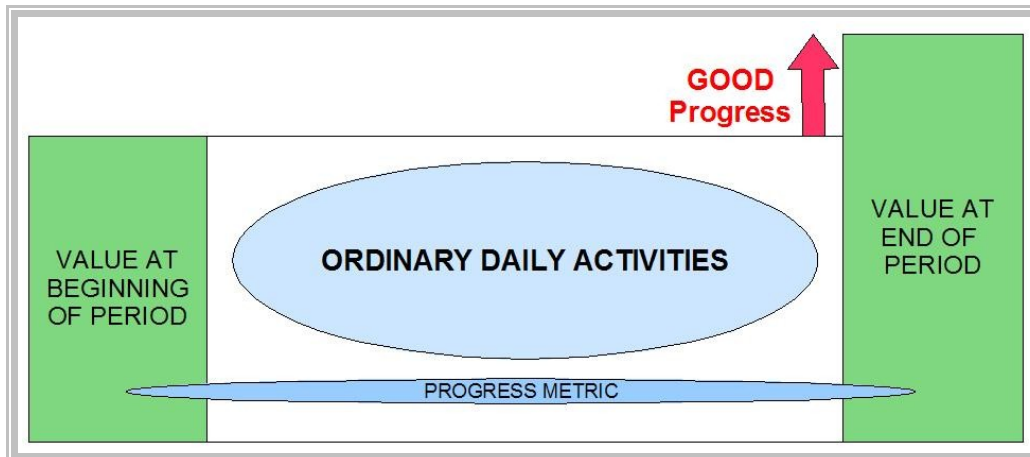 GOOD
Progress
VALUE AT
BEGINNING
OF PERIOD
ORDINARY DAILY ACTIVITIES
VALUE AT
END OF
PERIOD
PROGRESS METRIC